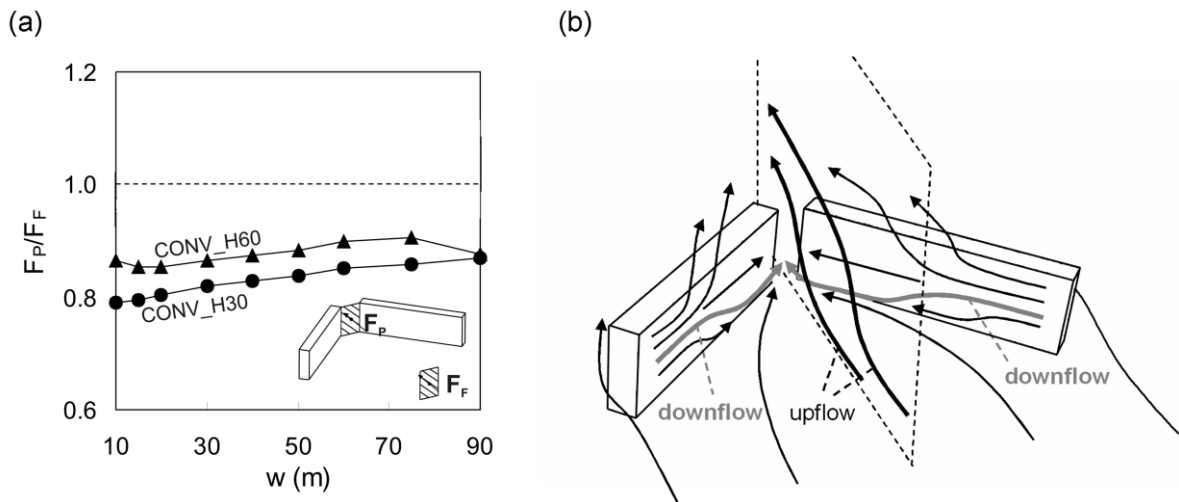 (a)
(b)
1.2
1.0
0.8
0.6
F_P/F_F
CONV_H60
CONV_H30
F_P
F_F
10
30
50
70
90
w (m)
downflow
upflow
downflow